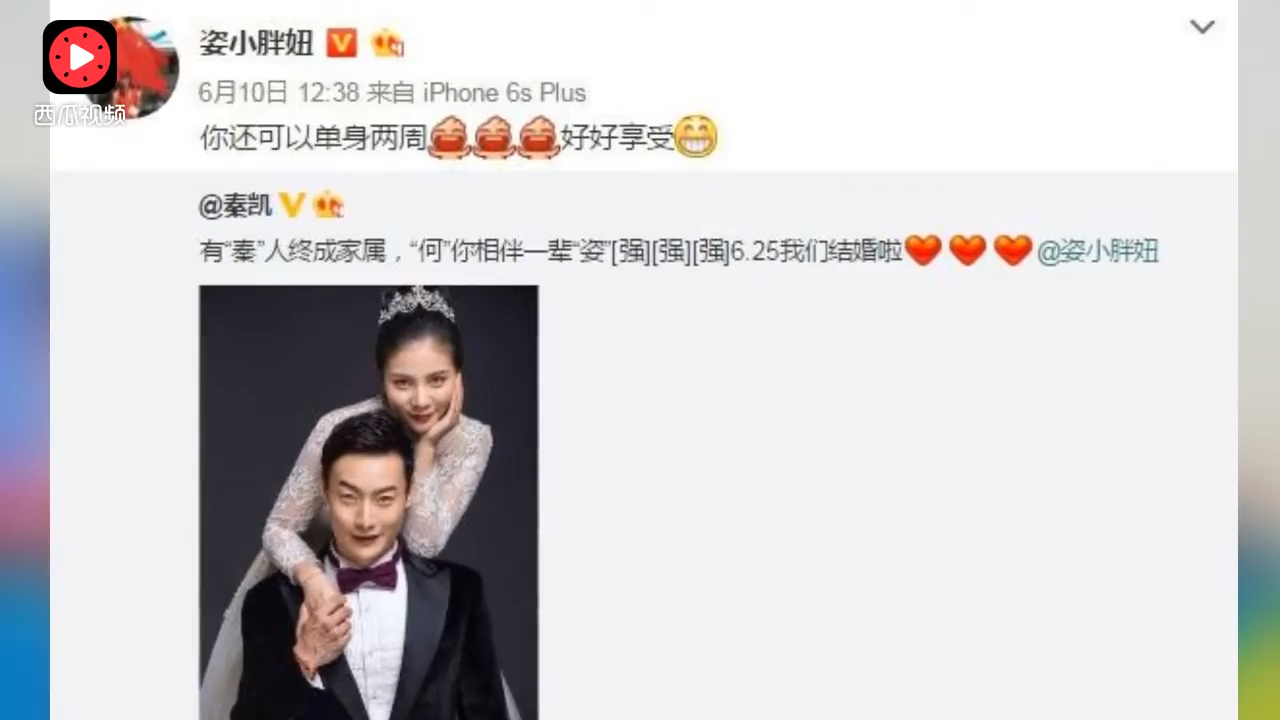 姿小胖妞
6月10日 12:38 来自 iPhone 6s Plus
西瓜视频
你还可以单身两周好好享受
@秦凯
有“秦”人终成家属，“何”你相伴一辈“姿”[强][强][强]6.25我们结婚啦@姿小胖妞